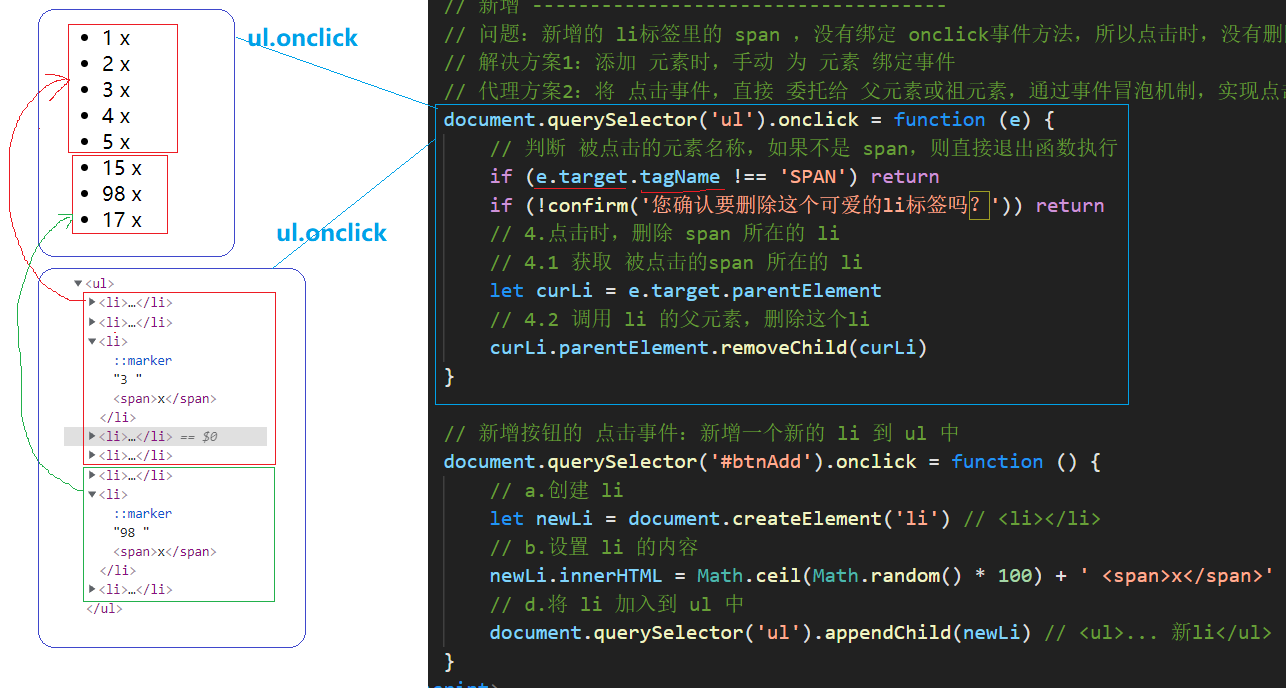 1 x
2 x
3 x
4 x
5 x
15 x
98 x
17 x
ul.onclick
ul.onclick
▼<ul>
▶<li>…</li>
▶<li>…</li>
▼<li>
::marker
"3 "
<span>x</span>
</li>
▶<li>…</li> == $0
▶<li>…</li>
▶<li>…</li>
▼<li>
::marker
"98 "
<span>x</span>
</li>
▶<li>…</li>
</ul>
// 新增 ------------------------------------
// 问题: 新增的 li标签里的 span ，没有绑定 onclick事件方法，所以点击时，没有删
// 解决方案1: 添加 元素时，手动 为 元素 绑定事件
// 代理方案2: 将 点击事件，直接 委托给 父元素或祖元素，通过事件冒泡机制，实现点
document.querySelector('ul').onclick = function (e) {
// 判断 被点击的元素名称，如果不是 span，则直接退出函数执行
if (e.target.tagName !== 'SPAN') return
if (!confirm('您确认要删除这个可爱的li标签吗？')) return
// 4.点击时，删除 span 所在的 li
// 4.1 获取 被点击的span 所在的 li
let curLi = e.target.parentElement
// 4.2 调用 li 的父元素，删除这个li
curLi.parentElement.removeChild(curLi)
}
// 新增按钮的 点击事件: 新增一个新的 li 到 ul 中
document.querySelector('#btnAdd').onclick = function () {
// a.创建 li
let newLi = document.createElement('li') // <li></li>
// b.设置 li 的内容
newLi.innerHTML = Math.ceil(Math.random() * 100) + ' <span>x</span>'
// d.将 li 加入到 ul 中
document.querySelector('ul').appendChild(newLi) // <ul>... 新li</ul>
}